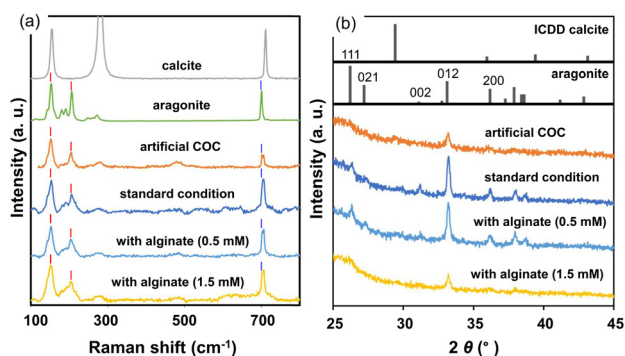 (a)
calcite
aragonite
artificial COC
standard condition
with alginate (0.5 mM)
with alginate (1.5 mM)
Intensity (a. u.)
100 300 500 700
Raman shift (cm-1)
(b)
ICDD calcite
111
021
002
012
200
aragonite
artificial COC
standard condition
with alginate (0.5 mM)
with alginate (1.5 mM)
Intensity (a. u.)
25 30 35 40 45
2 θ (°)